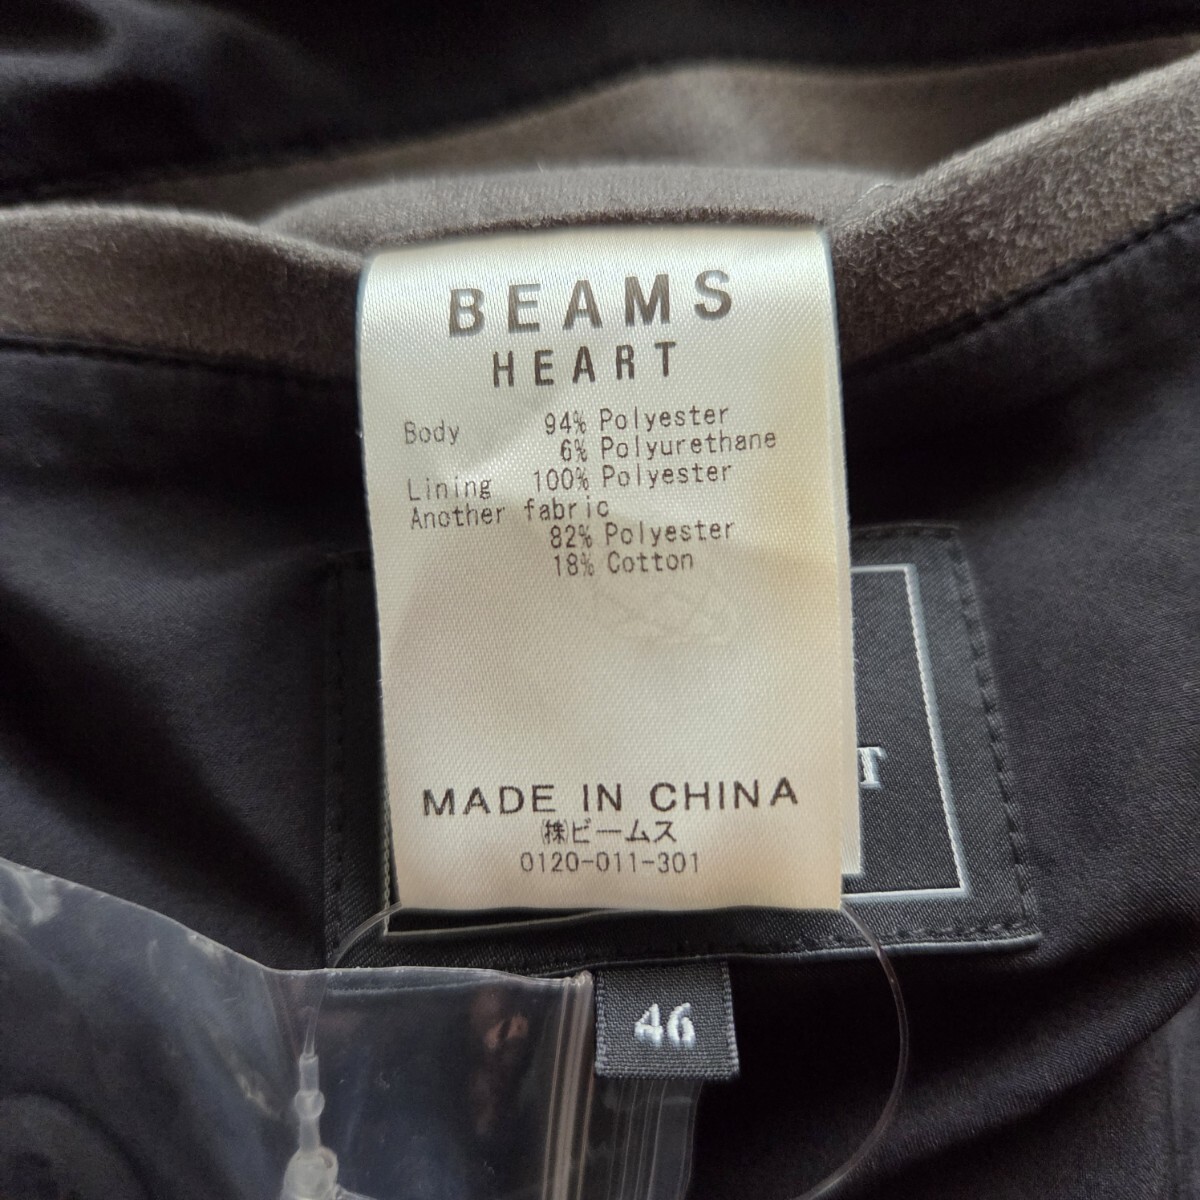 BEAMS
HEART
Body 94% Polyester
6% Polyurethane
Lining 100% Polyester
Another fabric
82% Polyester
18% Cotton
MADE IN CHINA
㈱ビームス
0120-011-301
46